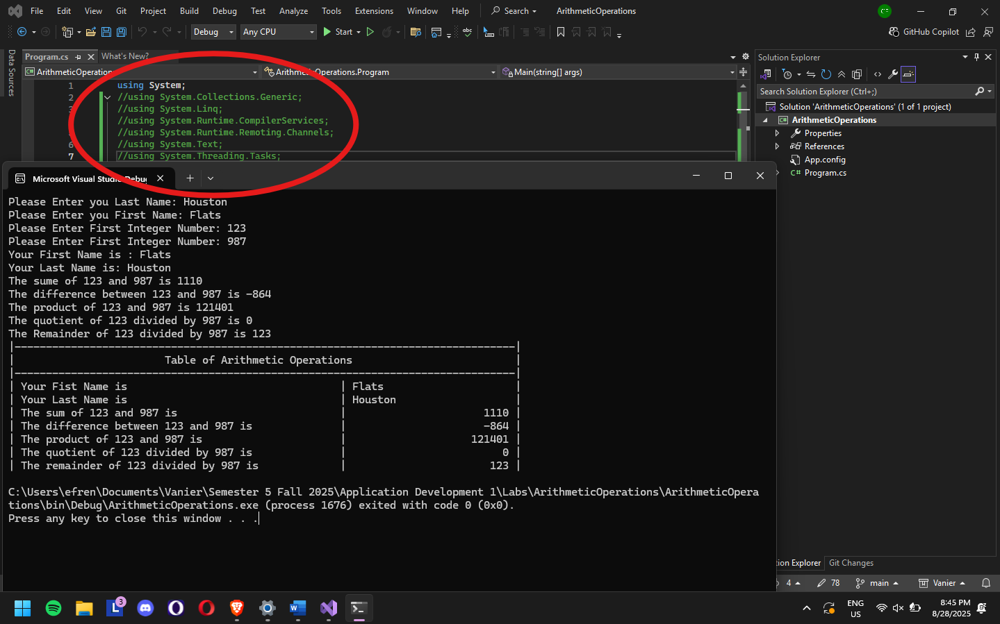 File Edit View Git Project Build Debug Test Analyze Tools Extensions Window Help Search ArithmeticOperations
Debug Any CPU Start GitHub Copilot
Data Sources
Program.cs What's New?
ArithmeticOperations.Program Main(string[] args)
1 using System;
2 //using System.Collections.Generic;
//using System.Linq;
//using System.Runtime.CompilerServices;
//using System.Runtime.Remoting.Channels;
6 //using System.Text;
7 //using System.Threading.Tasks;
Solution Explorer
Search Solution Explorer (Ctrl+;)
Solution 'ArithmeticOperations' (1 of 1 project)
ArithmeticOperations
Properties
References
App.config
C# Program.cs
Microsoft Visual Studio Debug
Please Enter you Last Name: Houston
Please Enter you First Name: Flats
Please Enter First Integer Number: 123
Please Enter First Integer Number: 987
Your First Name is : Flats
Your Last Name is: Houston
The sume of 123 and 987 is 1110
The difference between 123 and 987 is -864
The product of 123 and 987 is 121401
The quotient of 123 divided by 987 is 0
The Remainder of 123 divided by 987 is 123
|--------------------------------------------------------------------------------|
| Table of Arithmetic Operations |
|--------------------------------------------------------------------------------|
| Your Fist Name is | Flats |
| Your Last Name is | Houston |
| The sum of 123 and 987 is | 1110 |
| The difference between 123 and 987 is | -864 |
| The product of 123 and 987 is | 121401 |
| The quotient of 123 divided by 987 is | 0 |
| The remainder of 123 divided by 987 is | 123 |
C:\Users\efren\Documents\Vanier\Semester 5 Fall 2025\Application Development 1\Labs\ArithmeticOperations\ArithmeticOpera
tions\bin\Debug\ArithmeticOperations.exe (process 1676) exited with code 0 (0x0).
Press any key to close this window . . .
Explorer Git Changes
4 78 main Vanier
3 ENG 8:45 PM
US 8/28/2025